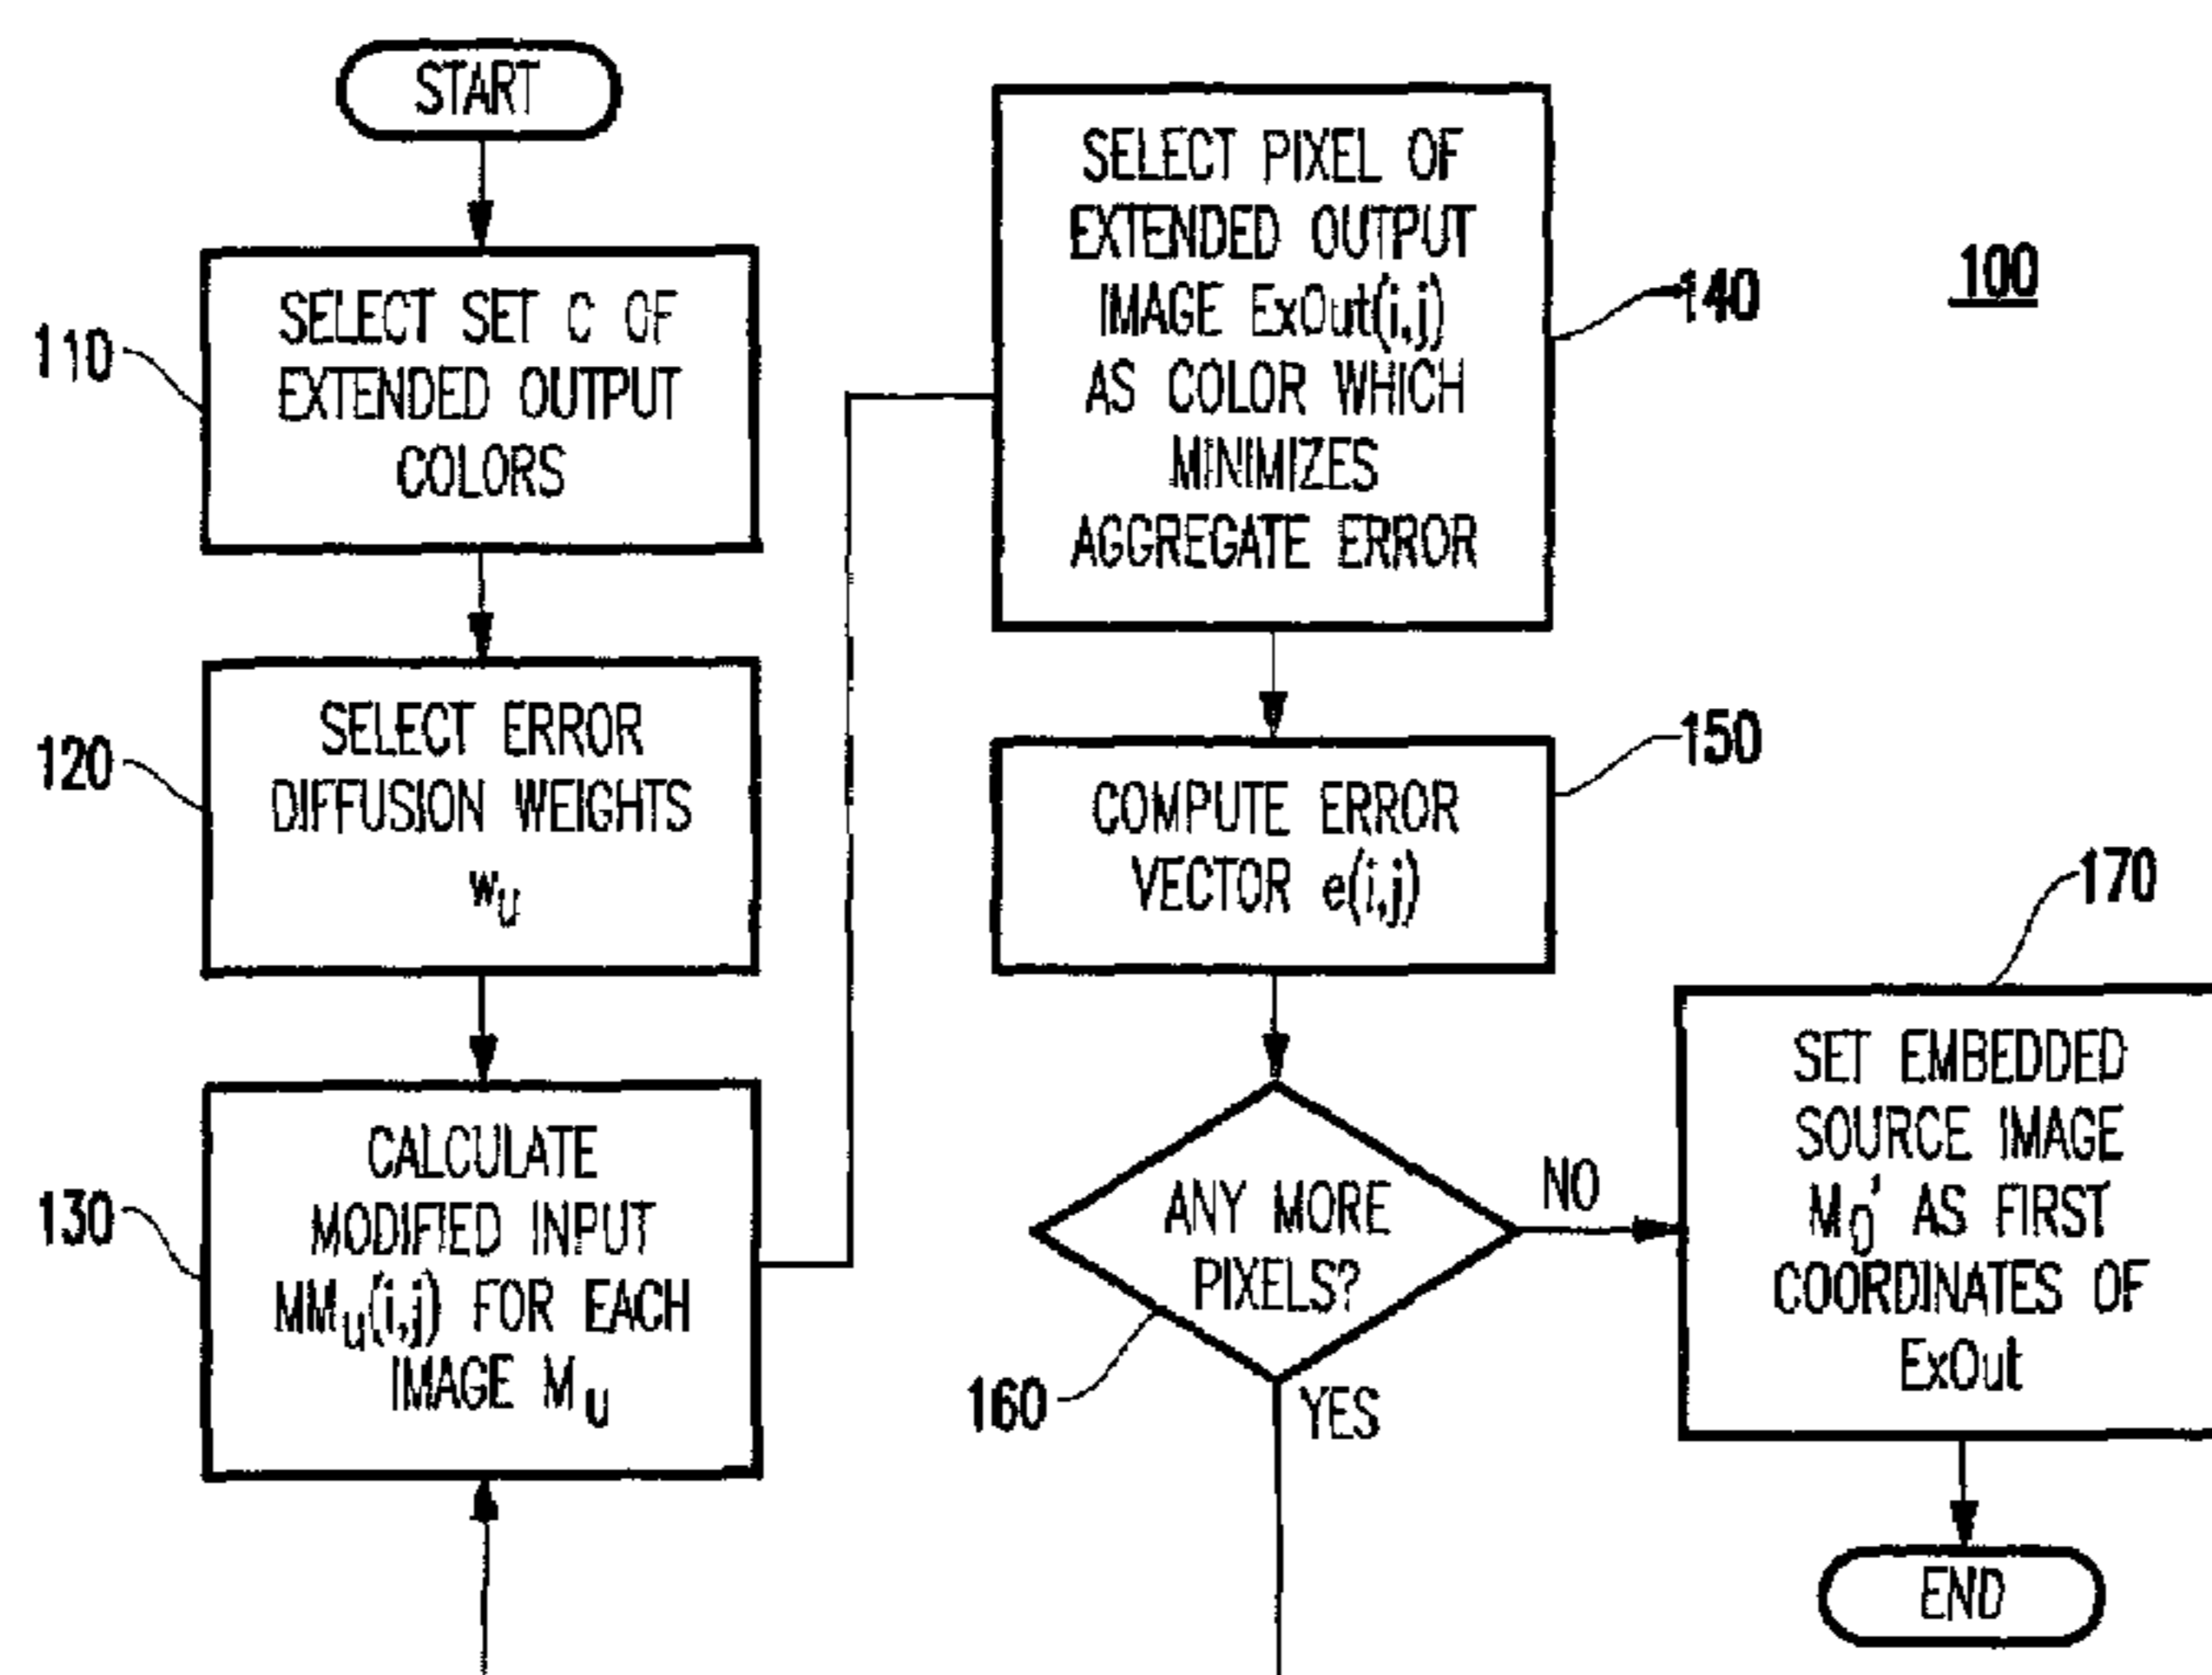 START
110
SELECT SET C OF
EXTENDED OUTPUT
COLORS
120
SELECT ERROR
DIFFUSION WEIGHTS
wᵤ
130
CALCULATE
MODIFIED INPUT
MMᵤ(i,j) FOR EACH
IMAGE Mᵤ
SELECT PIXEL OF
EXTENDED OUTPUT
IMAGE ExOut(i,j)
AS COLOR WHICH
MINIMIZES
AGGREGATE ERROR
140
100
COMPUTE ERROR
VECTOR e(i,j)
150
ANY MORE
PIXELS?
160
NO
YES
170
SET EMBEDDED
SOURCE IMAGE
M₀' AS FIRST
COORDINATES OF
ExOut
END